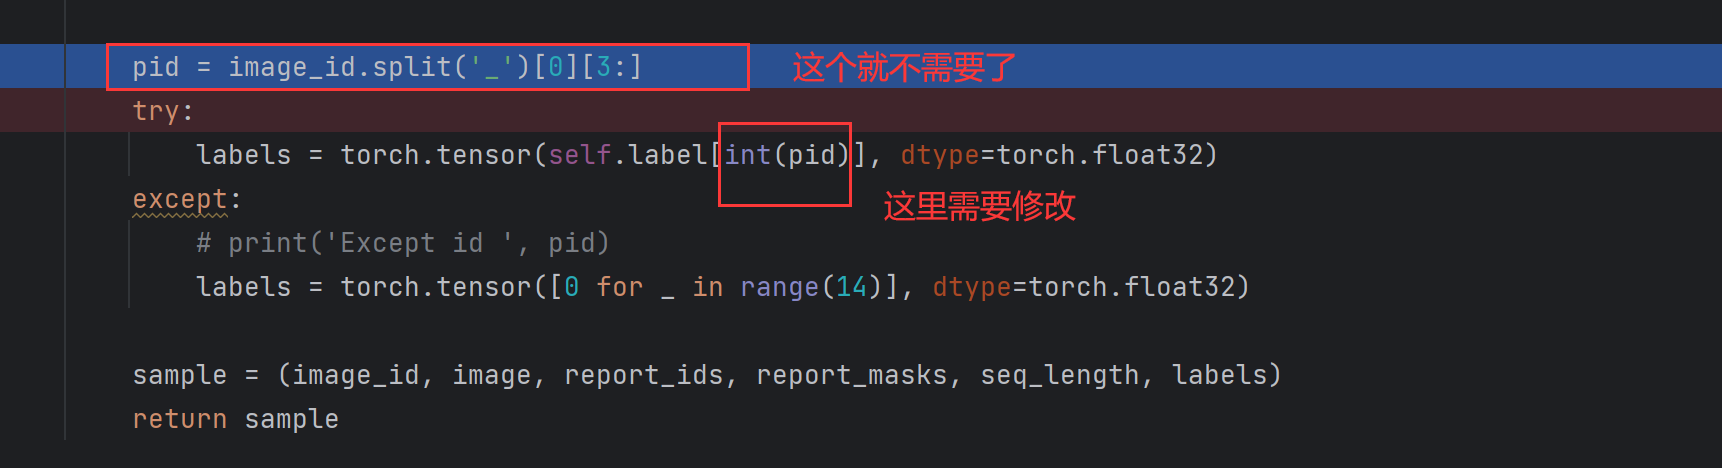 pid = image_id.split('_')[0][3:] 这个就不需要了
try:
labels = torch.tensor(self.label[int(pid)], dtype=torch.float32)
except: 这里需要修改
# print('Except id ', pid)
labels = torch.tensor([0 for _ in range(14)], dtype=torch.float32)
sample = (image_id, image, report_ids, report_masks, seq_length, labels)
return sample